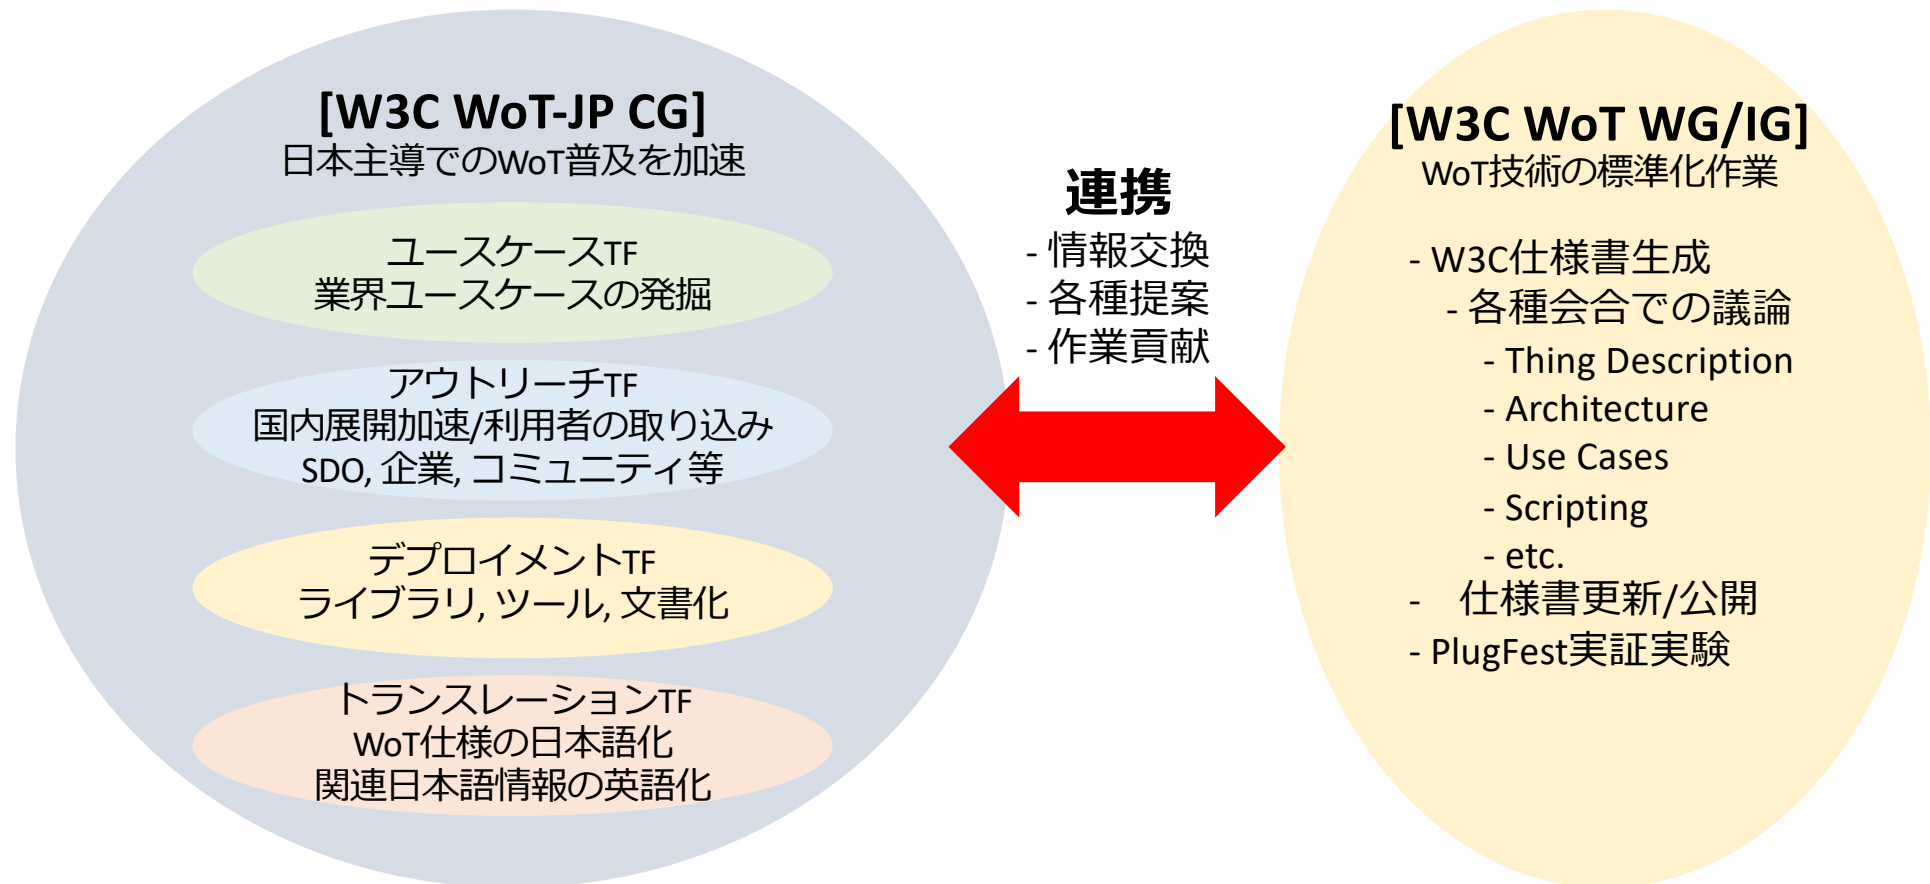 [W3C WoT-JP CG]
日本主導でのWoT普及を加速
ユースケースTF
業界ユースケースの発掘
アウトリーチTF
国内展開加速/利用者の取り込み
SDO, 企業, コミュニティ等
デプロイメントTF
ライブラリ, ツール, 文書化
トランスレーションTF
WoT仕様の日本語化
関連日本語情報の英語化
連携
- 情報交換
- 各種提案
- 作業貢献
[W3C WoT WG/IG]
WoT技術の標準化作業
- W3C仕様書生成
- 各種会合での議論
- Thing Description
- Architecture
- Use Cases
- Scripting
- etc.
- 仕様書更新/公開
- PlugFest実証実験